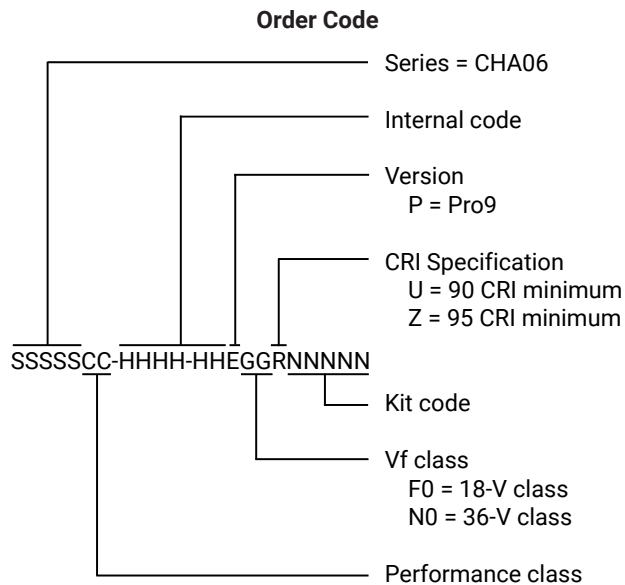 Order Code
Series = CHA06
Internal code
Version
P = Pro9
CRI Specification
U = 90 CRI minimum
Z = 95 CRI minimum
SSSSSCC-HHHH-HHEGGRNNNNN
Kit code
Vf class
F0 = 18-V class
N0 = 36-V class
Performance class